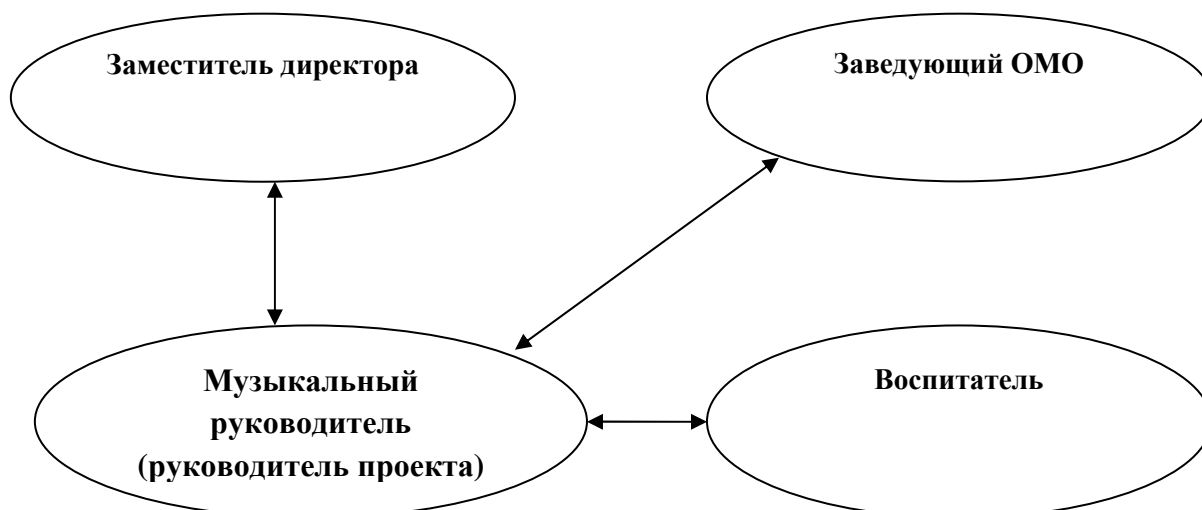 Заместитель директора
Заведующий ОМО
Музыкальный
руководитель
(руководитель проекта)
Воспитатель